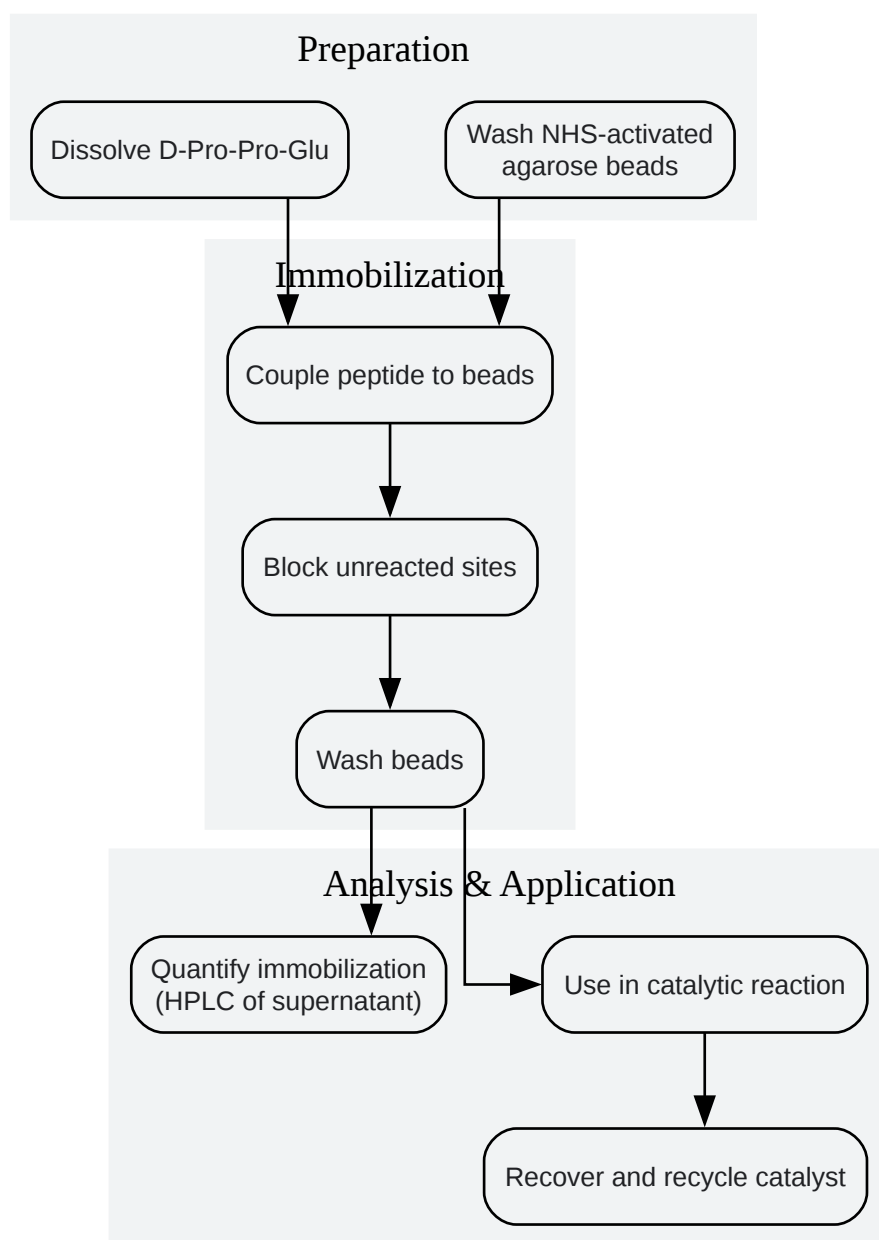 Preparation
Dissolve D-Pro-Pro-Glu
Wash NHS-activated
agarose beads
Immobilization
Couple peptide to beads
Block unreacted sites
Wash beads
Analysis & Application
Quantify immobilization
(HPLC of supernatant)
Use in catalytic reaction
Recover and recycle catalyst